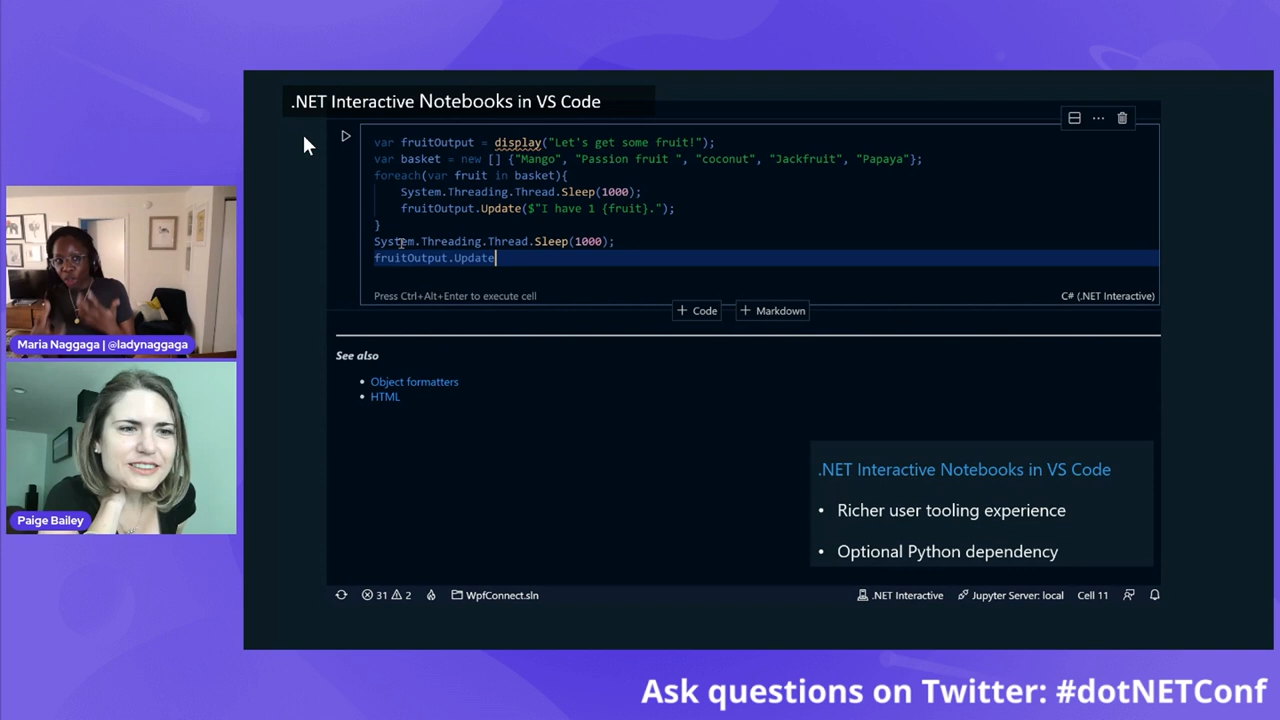 .NET Interactive Notebooks in VS Code
var fruitOutput = display("Let's get some fruit!");
var basket = new [] {"Mango", "Passion fruit ", "coconut", "Jackfruit", "Papaya"};
foreach(var fruit in basket){
System.Threading.Thread.Sleep(1000);
fruitOutput.Update($"I have 1 {fruit}.");
}
System.Threading.Thread.Sleep(1000);
fruitOutput.Update
Press Ctrl+Alt+Enter to execute cell
C# (.NET Interactive)
+ Code
+ Markdown
See also
• Object formatters
• HTML
.NET Interactive Notebooks in VS Code
• Richer user tooling experience
• Optional Python dependency
31 2 WpfConnect.sln
.NET Interactive Jupyter Server: local Cell 11
Maria Naggaga | @ladynaggaga
Paige Bailey
Ask questions on Twitter: #dotNETConf